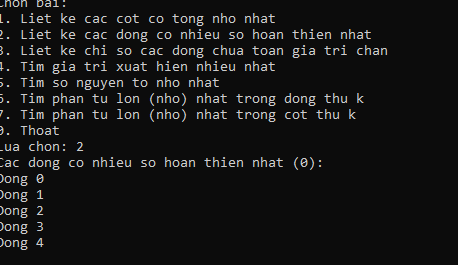 Chon bai:
1. Liet ke cac cot co tong nho nhat
2. Liet ke cac dong co nhieu so hoan thien nhat
3. Liet ke chi so cac dong chua toan gia tri chan
4. Tim gia tri xuat hien nhieu nhat
5. Tim so nguyen to nho nhat
6. Tim phan tu lon (nho) nhat trong dong thu k
7. Tim phan tu lon (nho) nhat trong cot thu k
0. Thoat
Lua chon: 2
Cac dong co nhieu so hoan thien nhat (0):
Dong 0
Dong 1
Dong 2
Dong 3
Dong 4